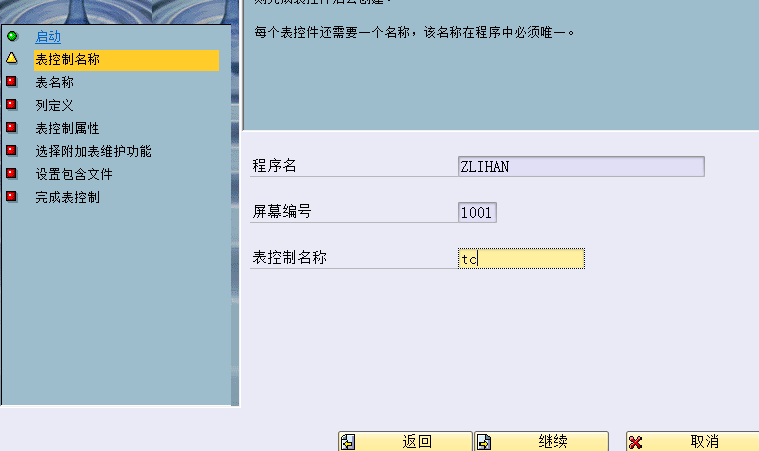 启动
表控制名称
表名称
列定义
表控制属性
选择附加表维护功能
设置包含文件
完成表控制
每个表控件还需要一个名称，该名称在程序中必须唯一。
程序名 ZLIHAN
屏幕编号 1001
表控制名称 tc
返回 继续 取消